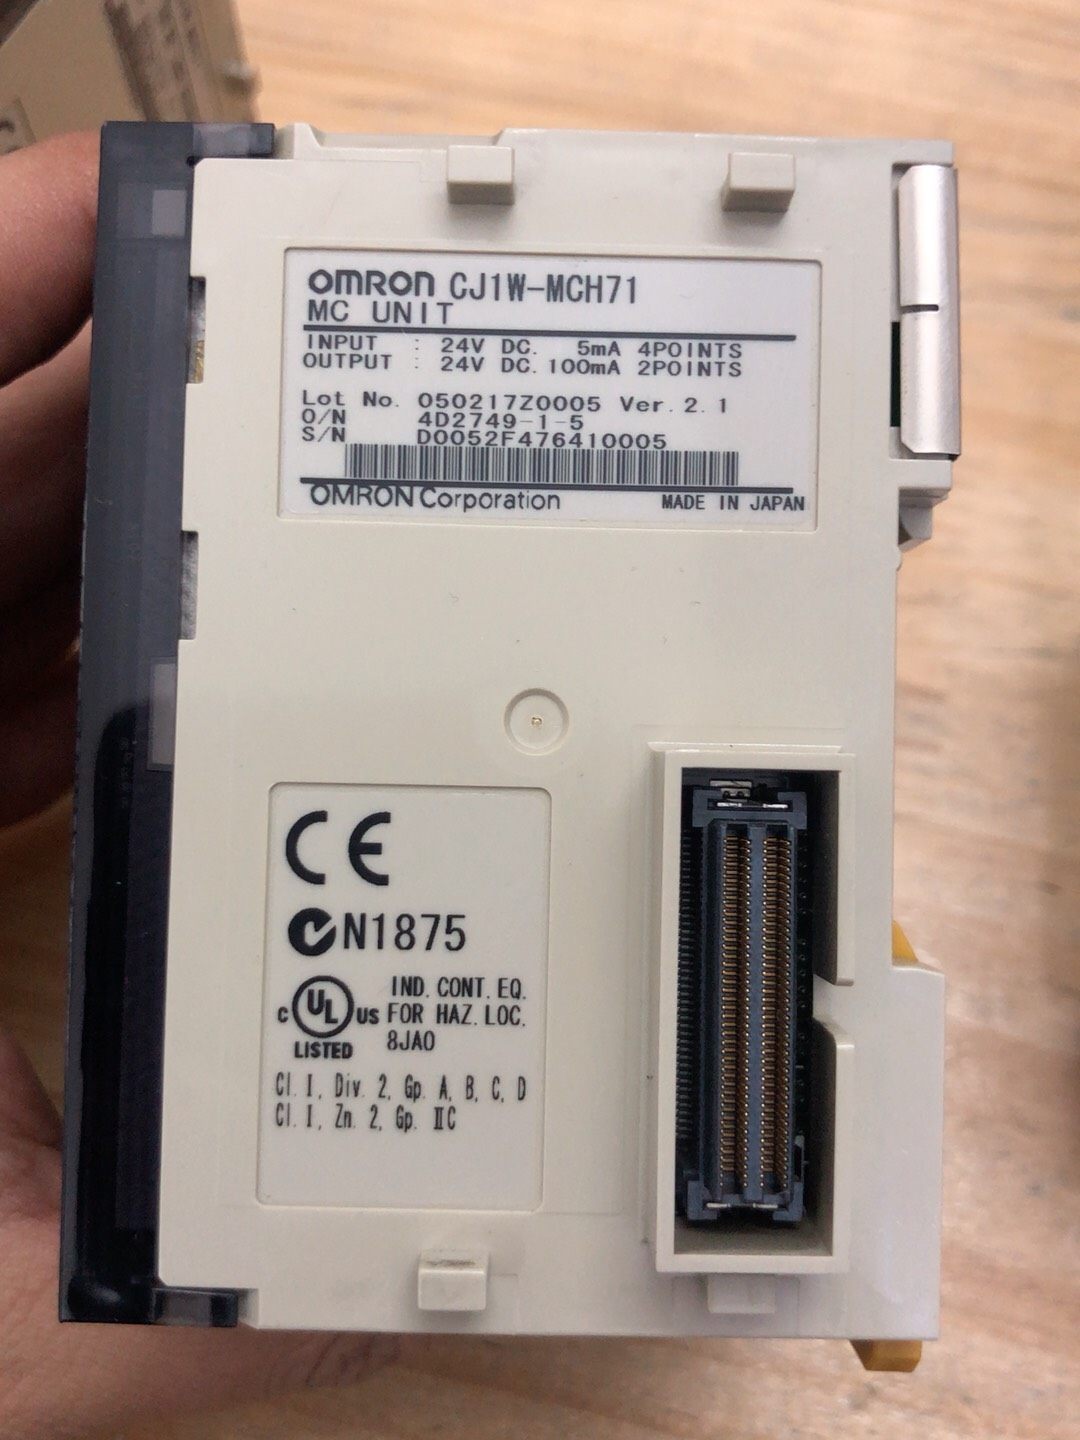 OMRON CJ1W-MCH71
MC UNIT
INPUT : 24V DC. 5mA 4POINTS
OUTPUT : 24V DC. 100mA 2POINTS
Lot No. 050217Z0005 Ver. 2.1
O/N 4D2749-1-5
S/N D0052F476410005
OMRON Corporation MADE IN JAPAN
CE
N1875
C UL US LISTED
IND. CONT. EQ.
FOR HAZ. LOC.
8JA0
Cl. I, Div. 2, Gp. A, B, C, D
Cl. I, Zn. 2, Gp. ⅡC